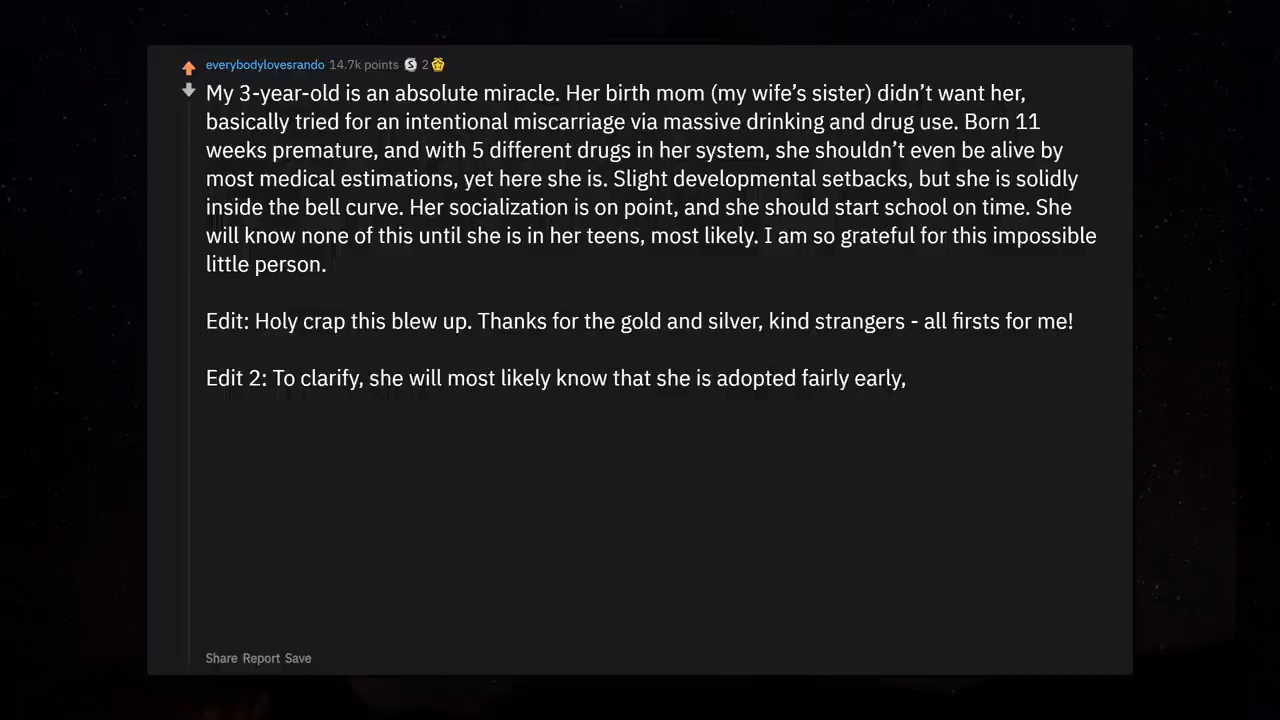 everybodylovesrando 14.7k points S 2
My 3-year-old is an absolute miracle. Her birth mom (my wife’s sister) didn’t want her,
basically tried for an intentional miscarriage via massive drinking and drug use. Born 11
weeks premature, and with 5 different drugs in her system, she shouldn’t even be alive by
most medical estimations, yet here she is. Slight developmental setbacks, but she is solidly
inside the bell curve. Her socialization is on point, and she should start school on time. She
will know none of this until she is in her teens, most likely. I am so grateful for this impossible
little person.
Edit: Holy crap this blew up. Thanks for the gold and silver, kind strangers - all firsts for me!
Edit 2: To clarify, she will most likely know that she is adopted fairly early,
Share Report Save